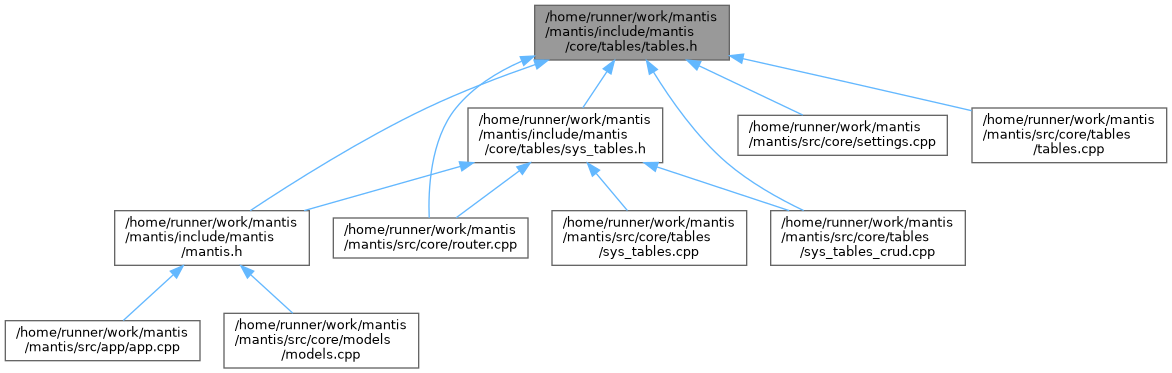 /home/runner/work/mantis
/mantis/include/mantis
/core/tables/tables.h
/home/runner/work/mantis
/mantis/include/mantis
/core/tables/sys_tables.h
/home/runner/work/mantis
/mantis/src/core/settings.cpp
/home/runner/work/mantis
/mantis/src/core/tables
/tables.cpp
/home/runner/work/mantis
/mantis/include/mantis
/mantis.h
/home/runner/work/mantis
/mantis/src/core/router.cpp
/home/runner/work/mantis
/mantis/src/core/tables
/sys_tables.cpp
/home/runner/work/mantis
/mantis/src/core/tables
/sys_tables_crud.cpp
/home/runner/work/mantis
/mantis/src/app/app.cpp
/home/runner/work/mantis
/mantis/src/core/models
/models.cpp